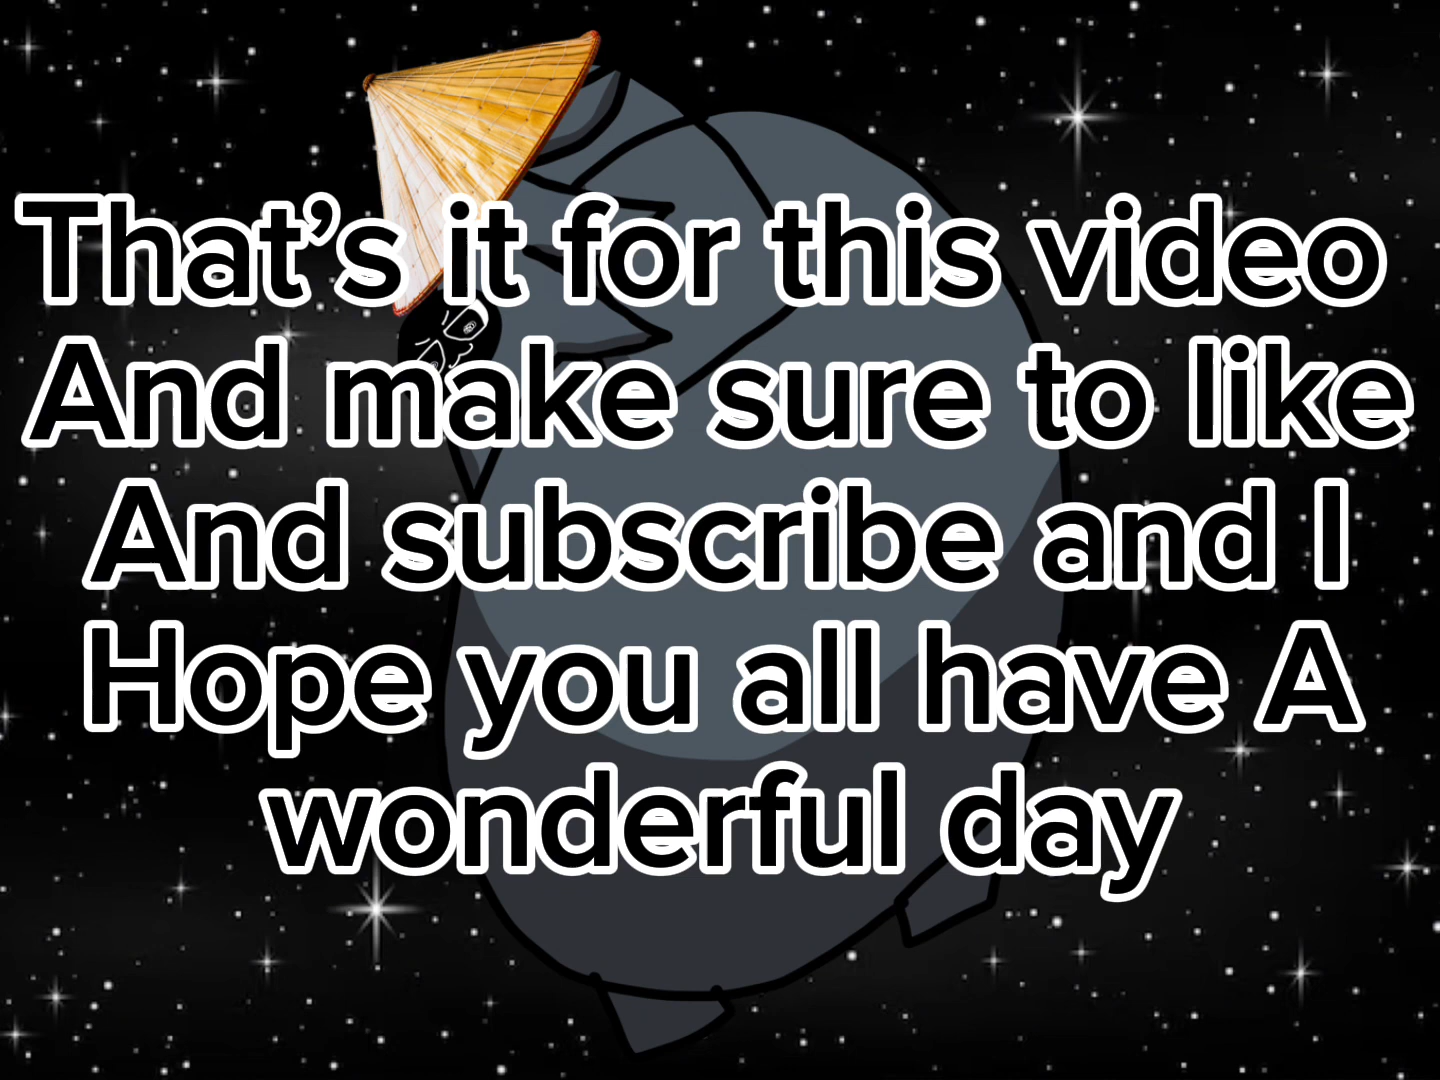 That’s it for this video
And make sure to like
And subscribe and I
Hope you all have A
wonderful day